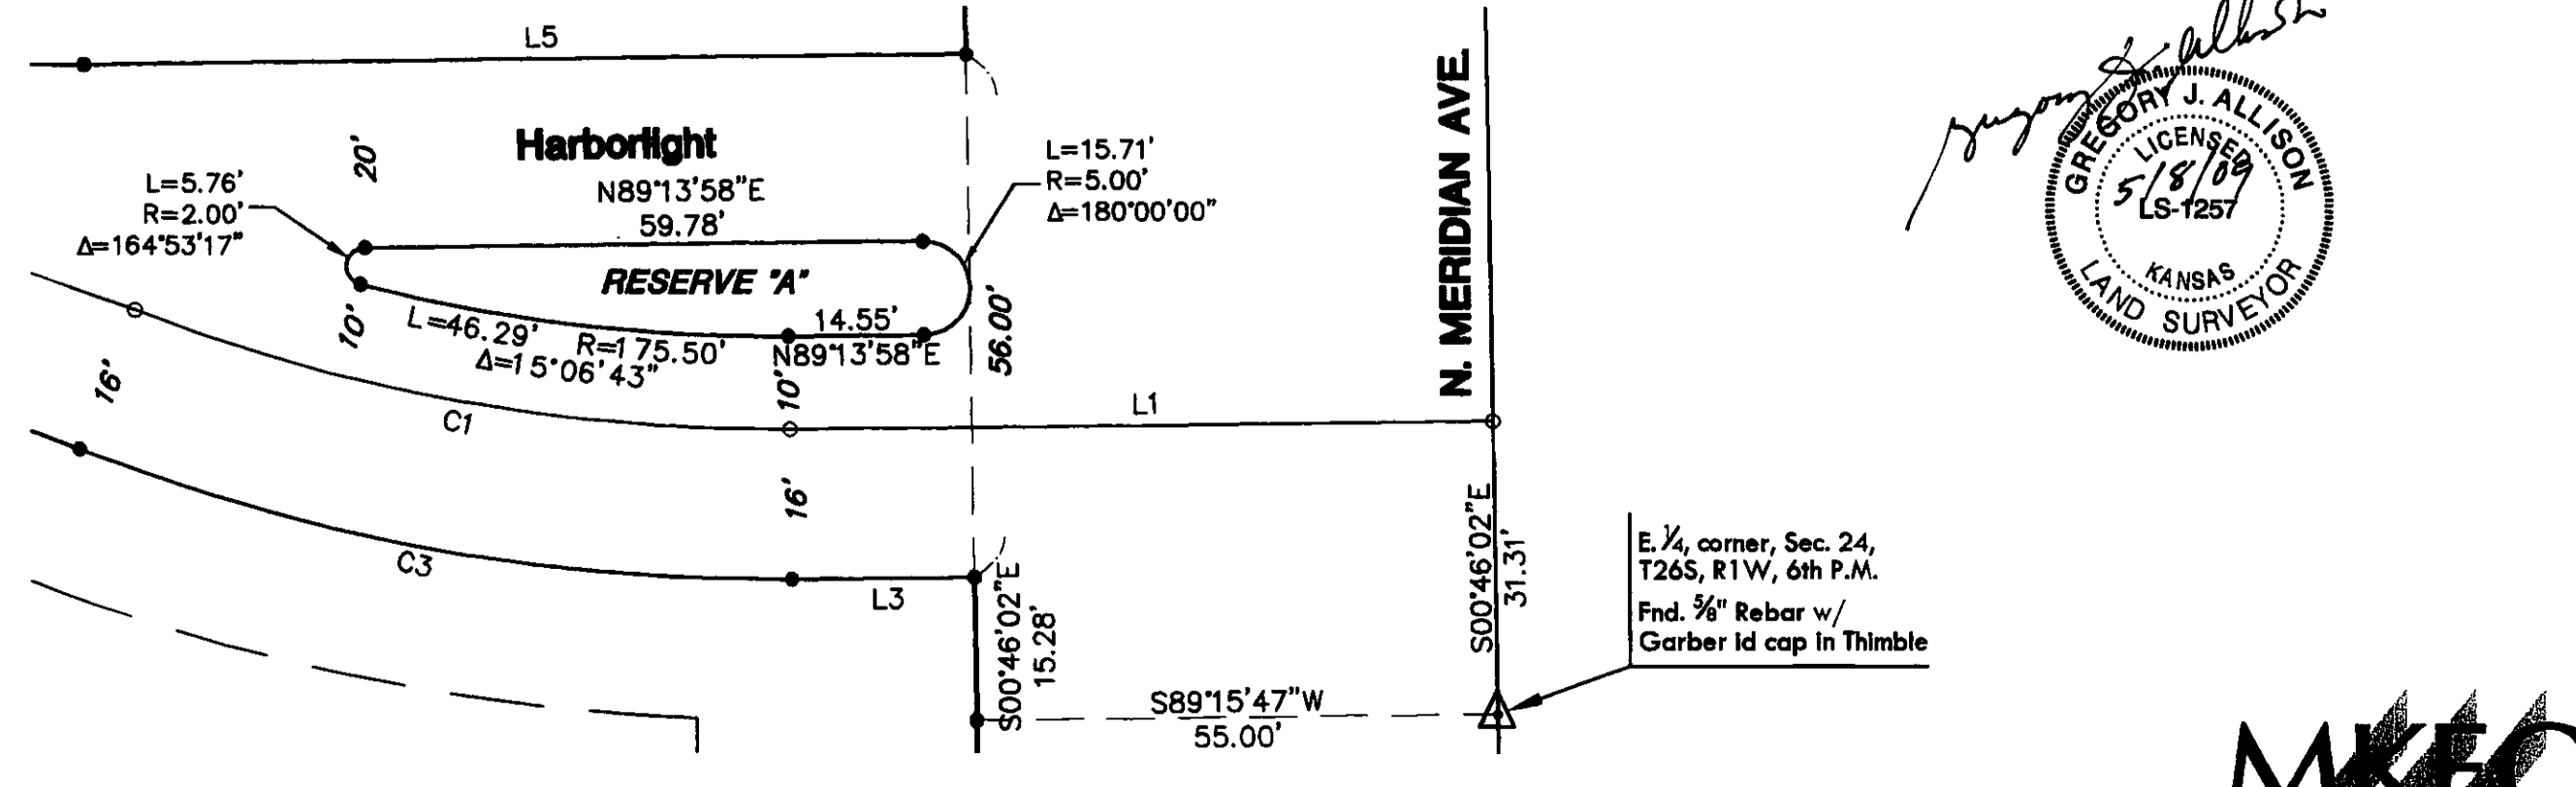 L5
Harborlight
20'
N89°13'58"E
59.78'
L=5.76'
R=2.00'
Δ=164°53'17"
L=15.71'
R=5.00'
Δ=180°00'00"
RESERVE "A"
10'
L=46.29'
R=175.50'
Δ=15°06'43"
14.55'
N89°13'58"E
56.00'
10'
16'
C1
L1
N. MERIDIAN AVE.
16'
C3
L3
S00°46'02"E
15.28'
S00°46'02"E
31.31'
S89°15'47"W
55.00'
E. ¼, corner, Sec. 24,
T26S, R1W, 6th P.M.
Fnd. ⅝" Rebar w/
Garber id cap in Thimble
GREGORY J. ALLISON
LICENSED
5/8/09
LS-1257
KANSAS
LAND SURVEYOR